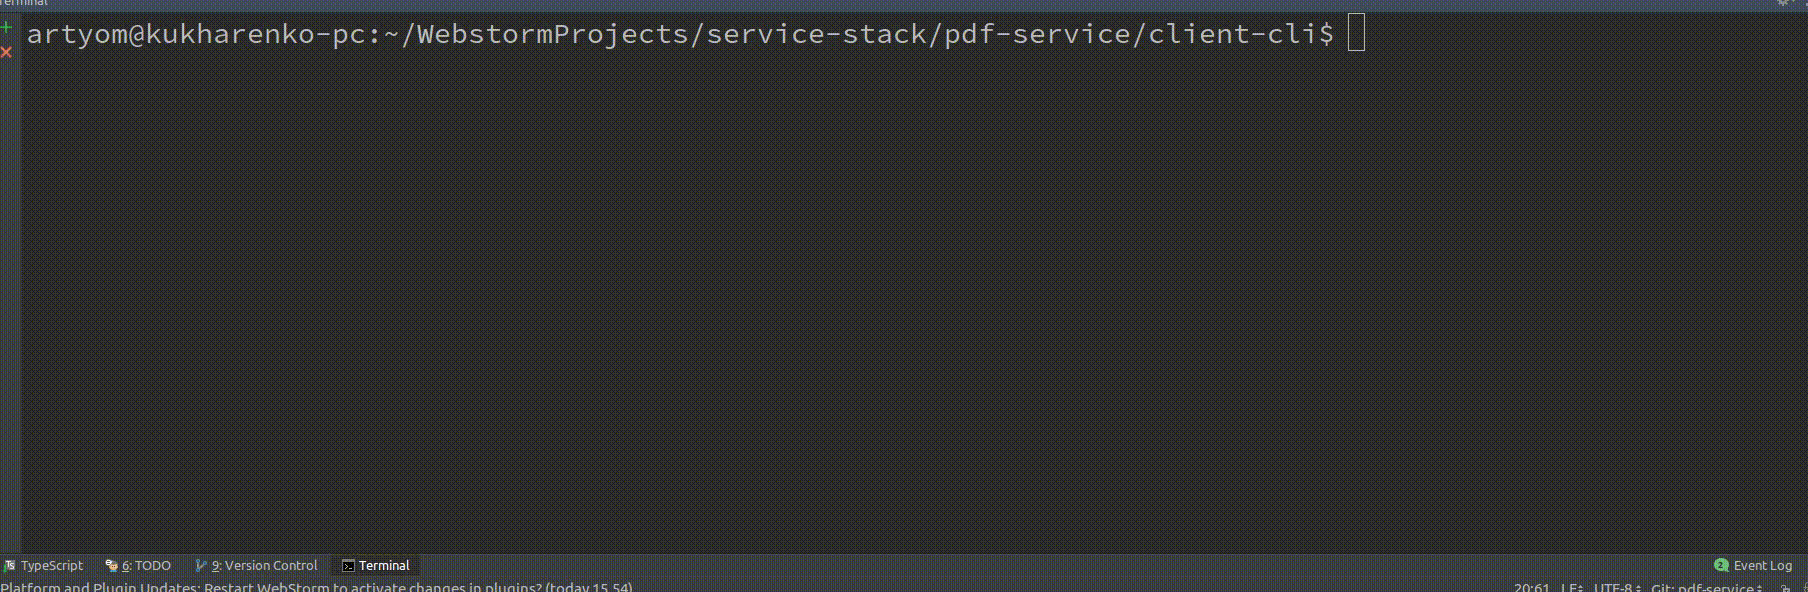 Terminal
artyom@kukharenko-pc:~/WebstormProjects/service-stack/pdf-service/client-cli$
TypeScript 6: TODO 9: Version Control Terminal 2 Event Log
Platform and Plugin Updates: Restart WebStorm to activate changes in plugins? (today 15 54) 20:61 LF UTF-8 Git: pdf-service